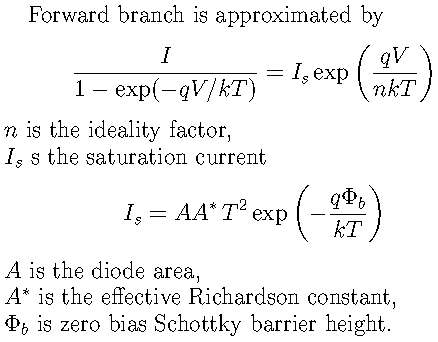 Forward branch is approximated by
I / (1 − exp(−qV/kT)) = I_s exp (qV / nkT)
n is the ideality factor,
I_s s the saturation current
I_s = AA* T² exp (− qΦ_b / kT)
A is the diode area,
A* is the effective Richardson constant,
Φ_b is zero bias Schottky barrier height.